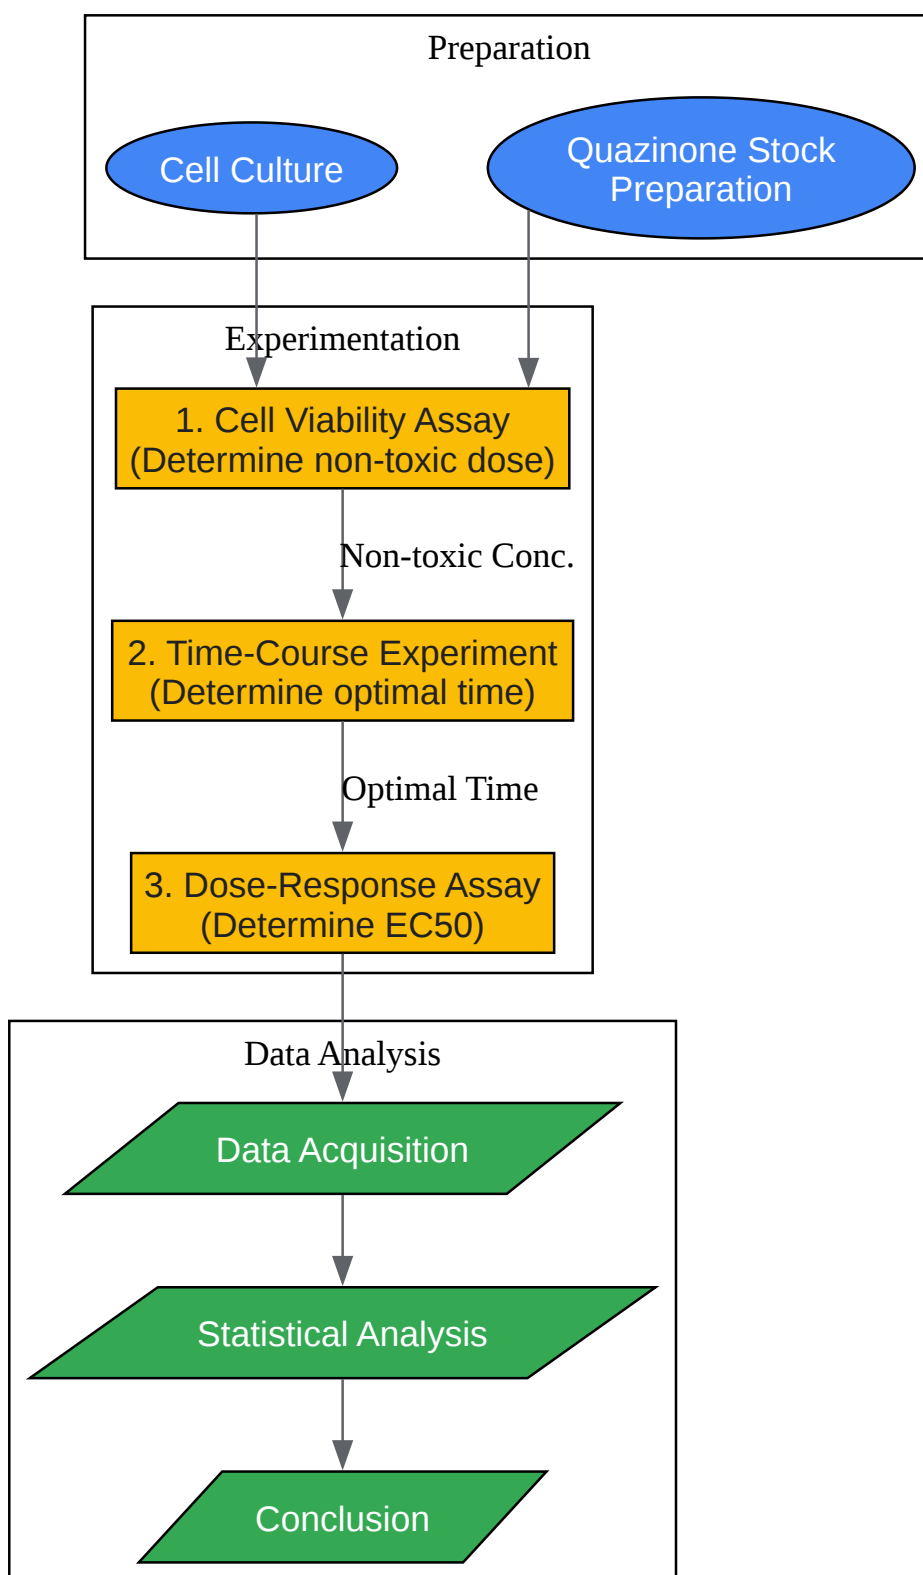 Preparation
Cell Culture
Quazinone Stock
Preparation
Experimentation
1. Cell Viability Assay
(Determine non-toxic dose)
Non-toxic Conc.
2. Time-Course Experiment
(Determine optimal time)
Optimal Time
3. Dose-Response Assay
(Determine EC50)
Data Analysis
Data Acquisition
Statistical Analysis
Conclusion